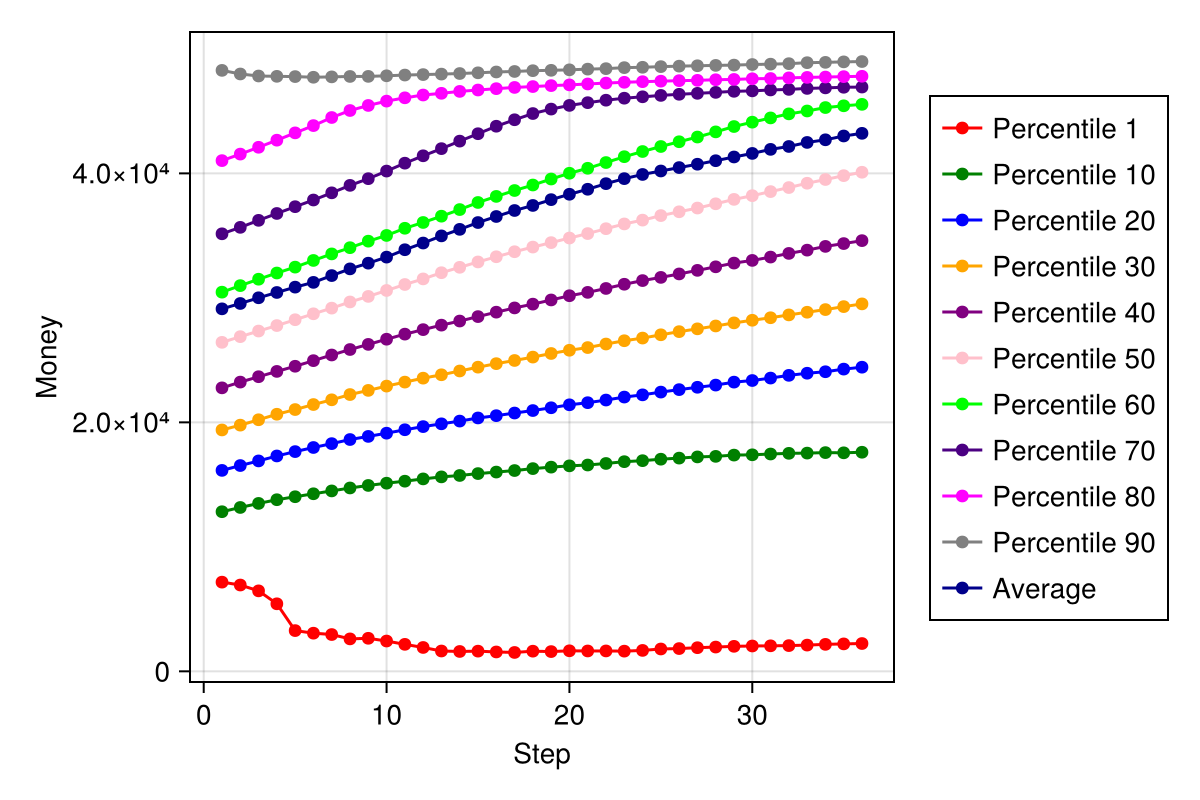 Money
4.0×10⁴
2.0×10⁴
0
0 10 20 30
Step
Percentile 1
Percentile 10
Percentile 20
Percentile 30
Percentile 40
Percentile 50
Percentile 60
Percentile 70
Percentile 80
Percentile 90
Average